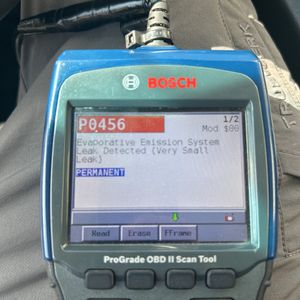 BOSCH
P0456
1/2
Mod $00
Evaporative Emission System
Leak Detected (Very Small
Leak)
PERMANENT
Read Erase Fframe
ProGrade OBD II Scan Tool